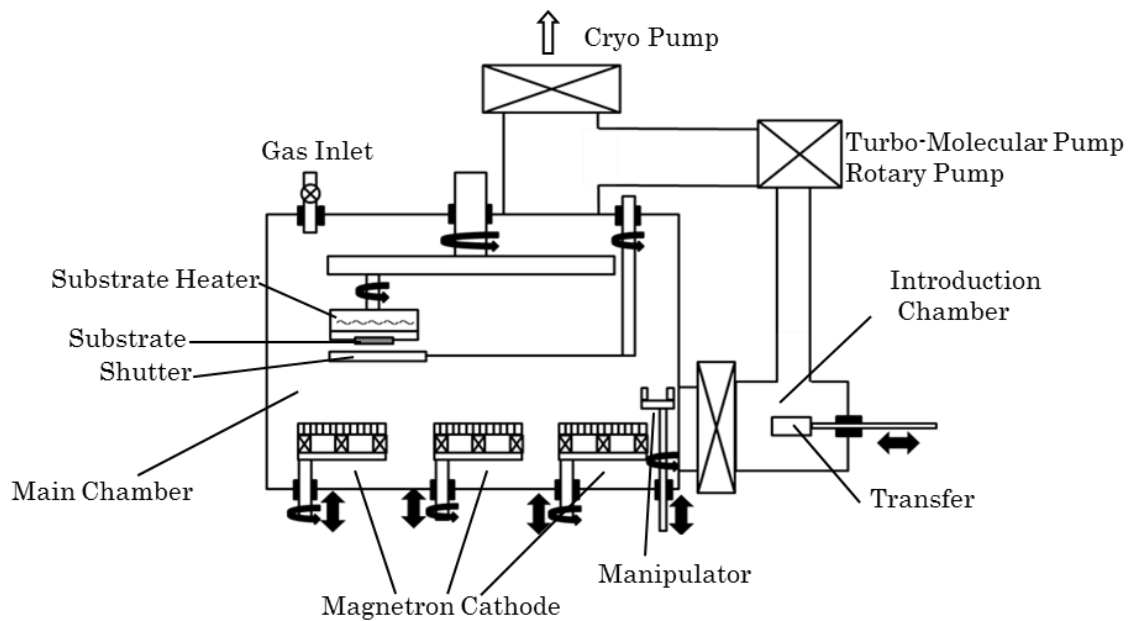 Cryo Pump
Turbo-Molecular Pump
Rotary Pump
Gas Inlet
Substrate Heater
Introduction
Chamber
Substrate
Shutter
Main Chamber
Transfer
Manipulator
Magnetron Cathode